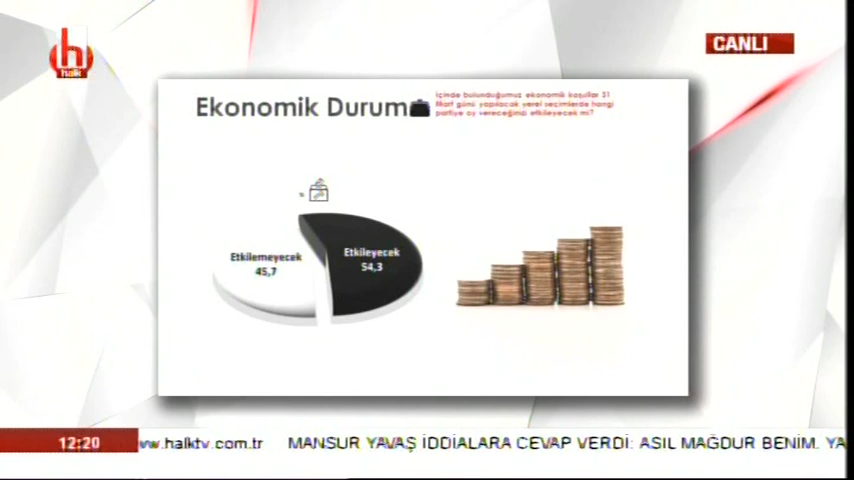 halk
CANLI
Ekonomik Durum
İçinde bulunduğumuz ekonomik koşullar 31
Mart günü yapılacak yerel seçimlerde hangi
partiye oy vereceğinizi etkileyecek mi?
%
Etkilemeyecek
45,7
Etkileyecek
54,3
12:20 ww.halktv.com.tr MANSUR YAVAŞ İDDİALARA CEVAP VERDİ: ASIL MAĞDUR BENİM. YA